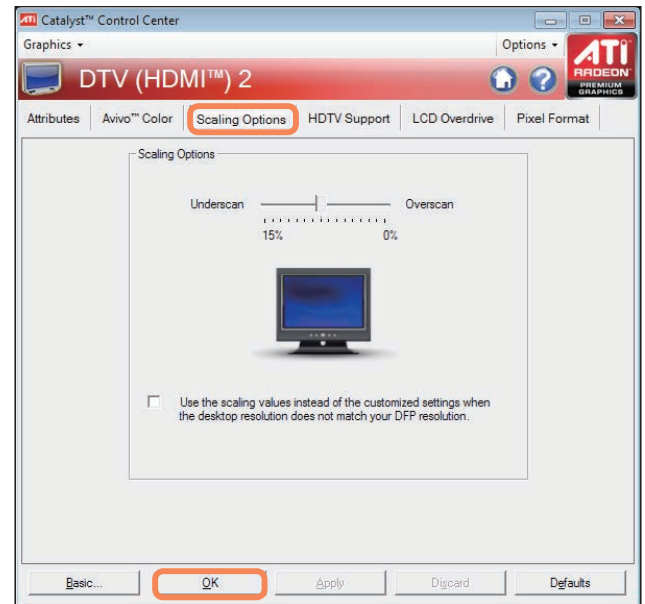 ATI Catalyst™ Control Center
Graphics Options
ATI
RADEON
PREMIUM
GRAPHICS
DTV (HDMI™) 2
Attributes Avivo™ Color Scaling Options HDTV Support LCD Overdrive Pixel Format
Scaling Options
Underscan Overscan
15% 0%
Use the scaling values instead of the customized settings when
the desktop resolution does not match your DFP resolution.
Basic... OK Apply Discard Defaults